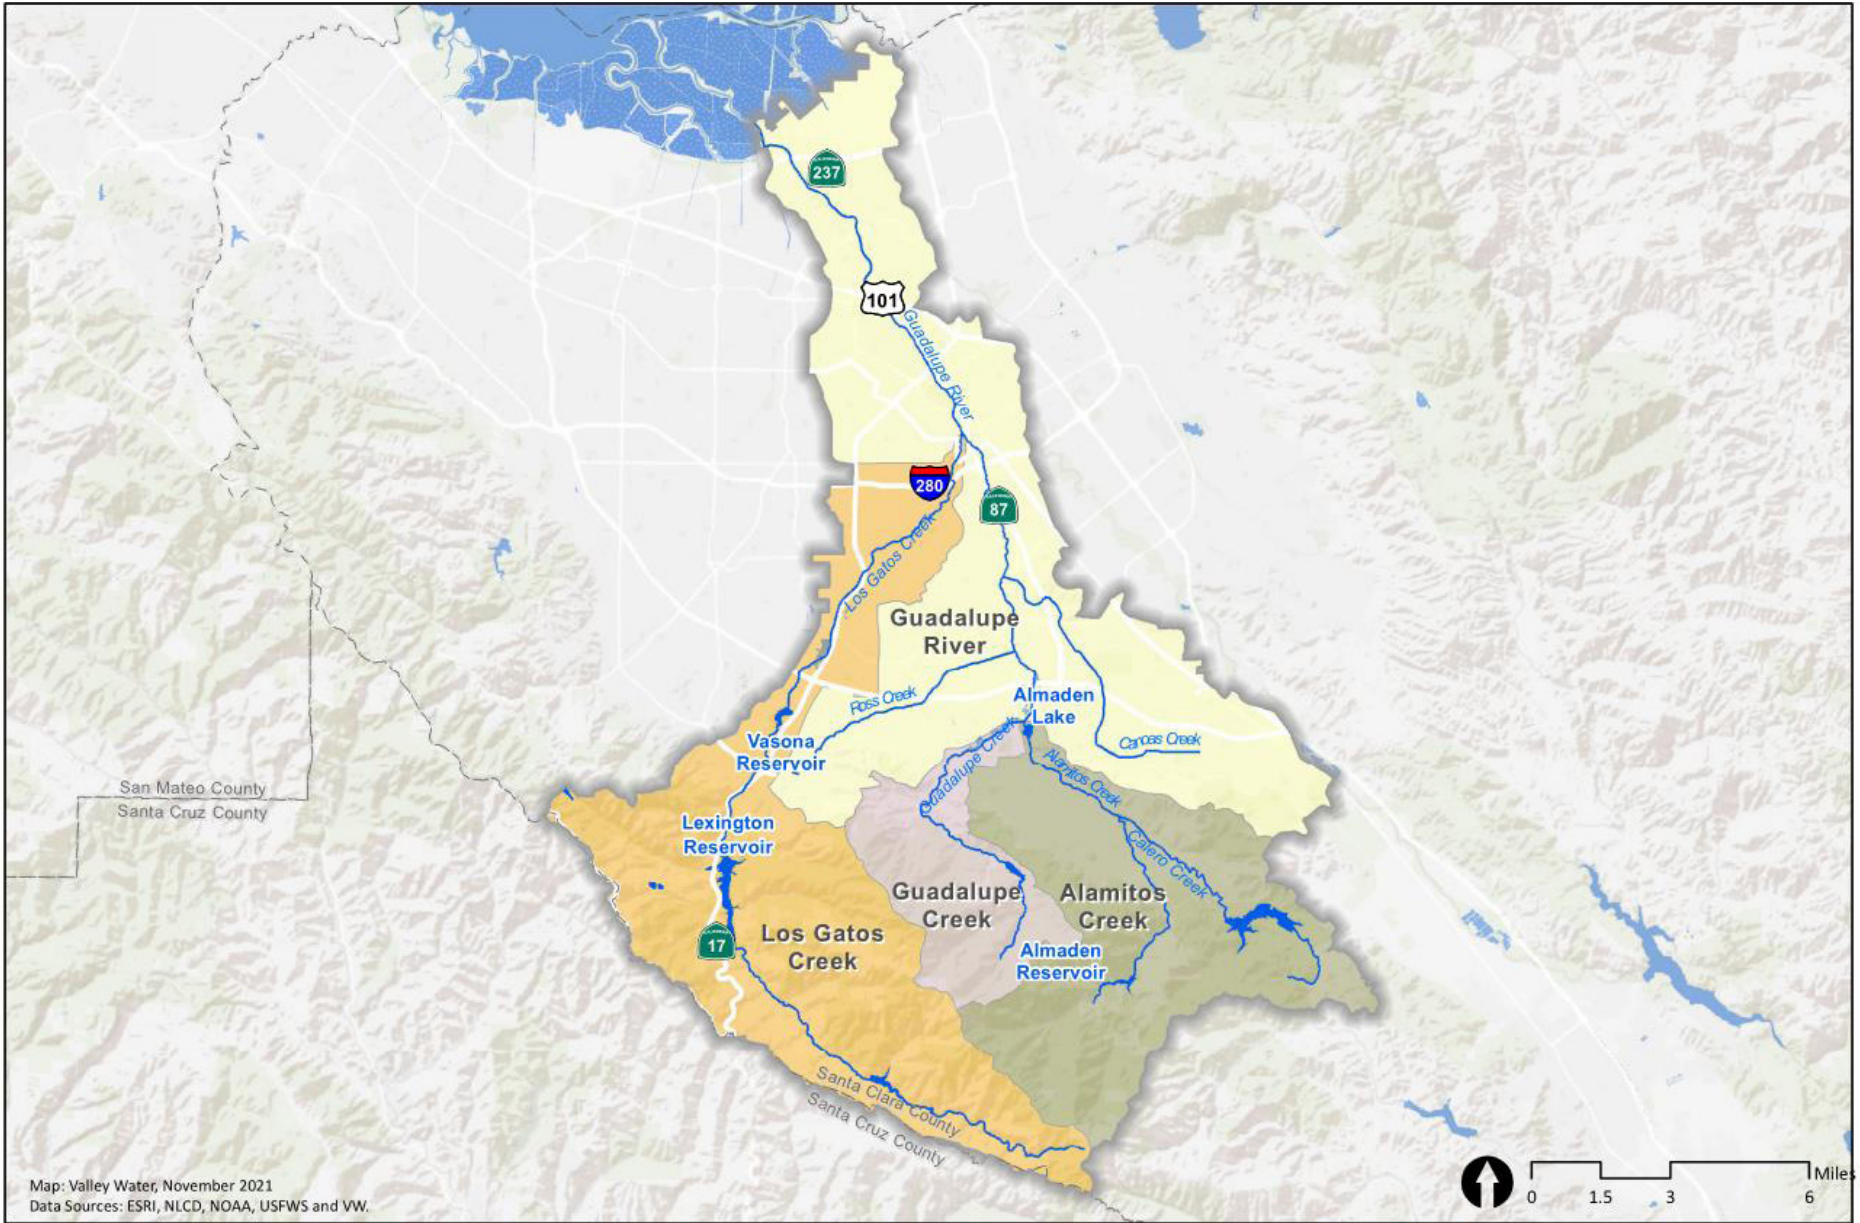 237
101
Guadalupe River
280
87
Los Gatos Creek
Guadalupe
River
Ross Creek
Almaden
Lake
Canoas Creek
Vasona
Reservoir
Guadalupe Creek
Alamitos Creek
San Mateo County
Santa Cruz County
Lexington
Reservoir
Calero Creek
Guadalupe
Creek
Alamitos
Creek
17
Los Gatos
Creek
Almaden
Reservoir
Santa Clara County
Santa Cruz County
Map: Valley Water, November 2021
Data Sources: ESRI, NLCD, NOAA, USFWS and VW.
Miles
0 1.5 3 6